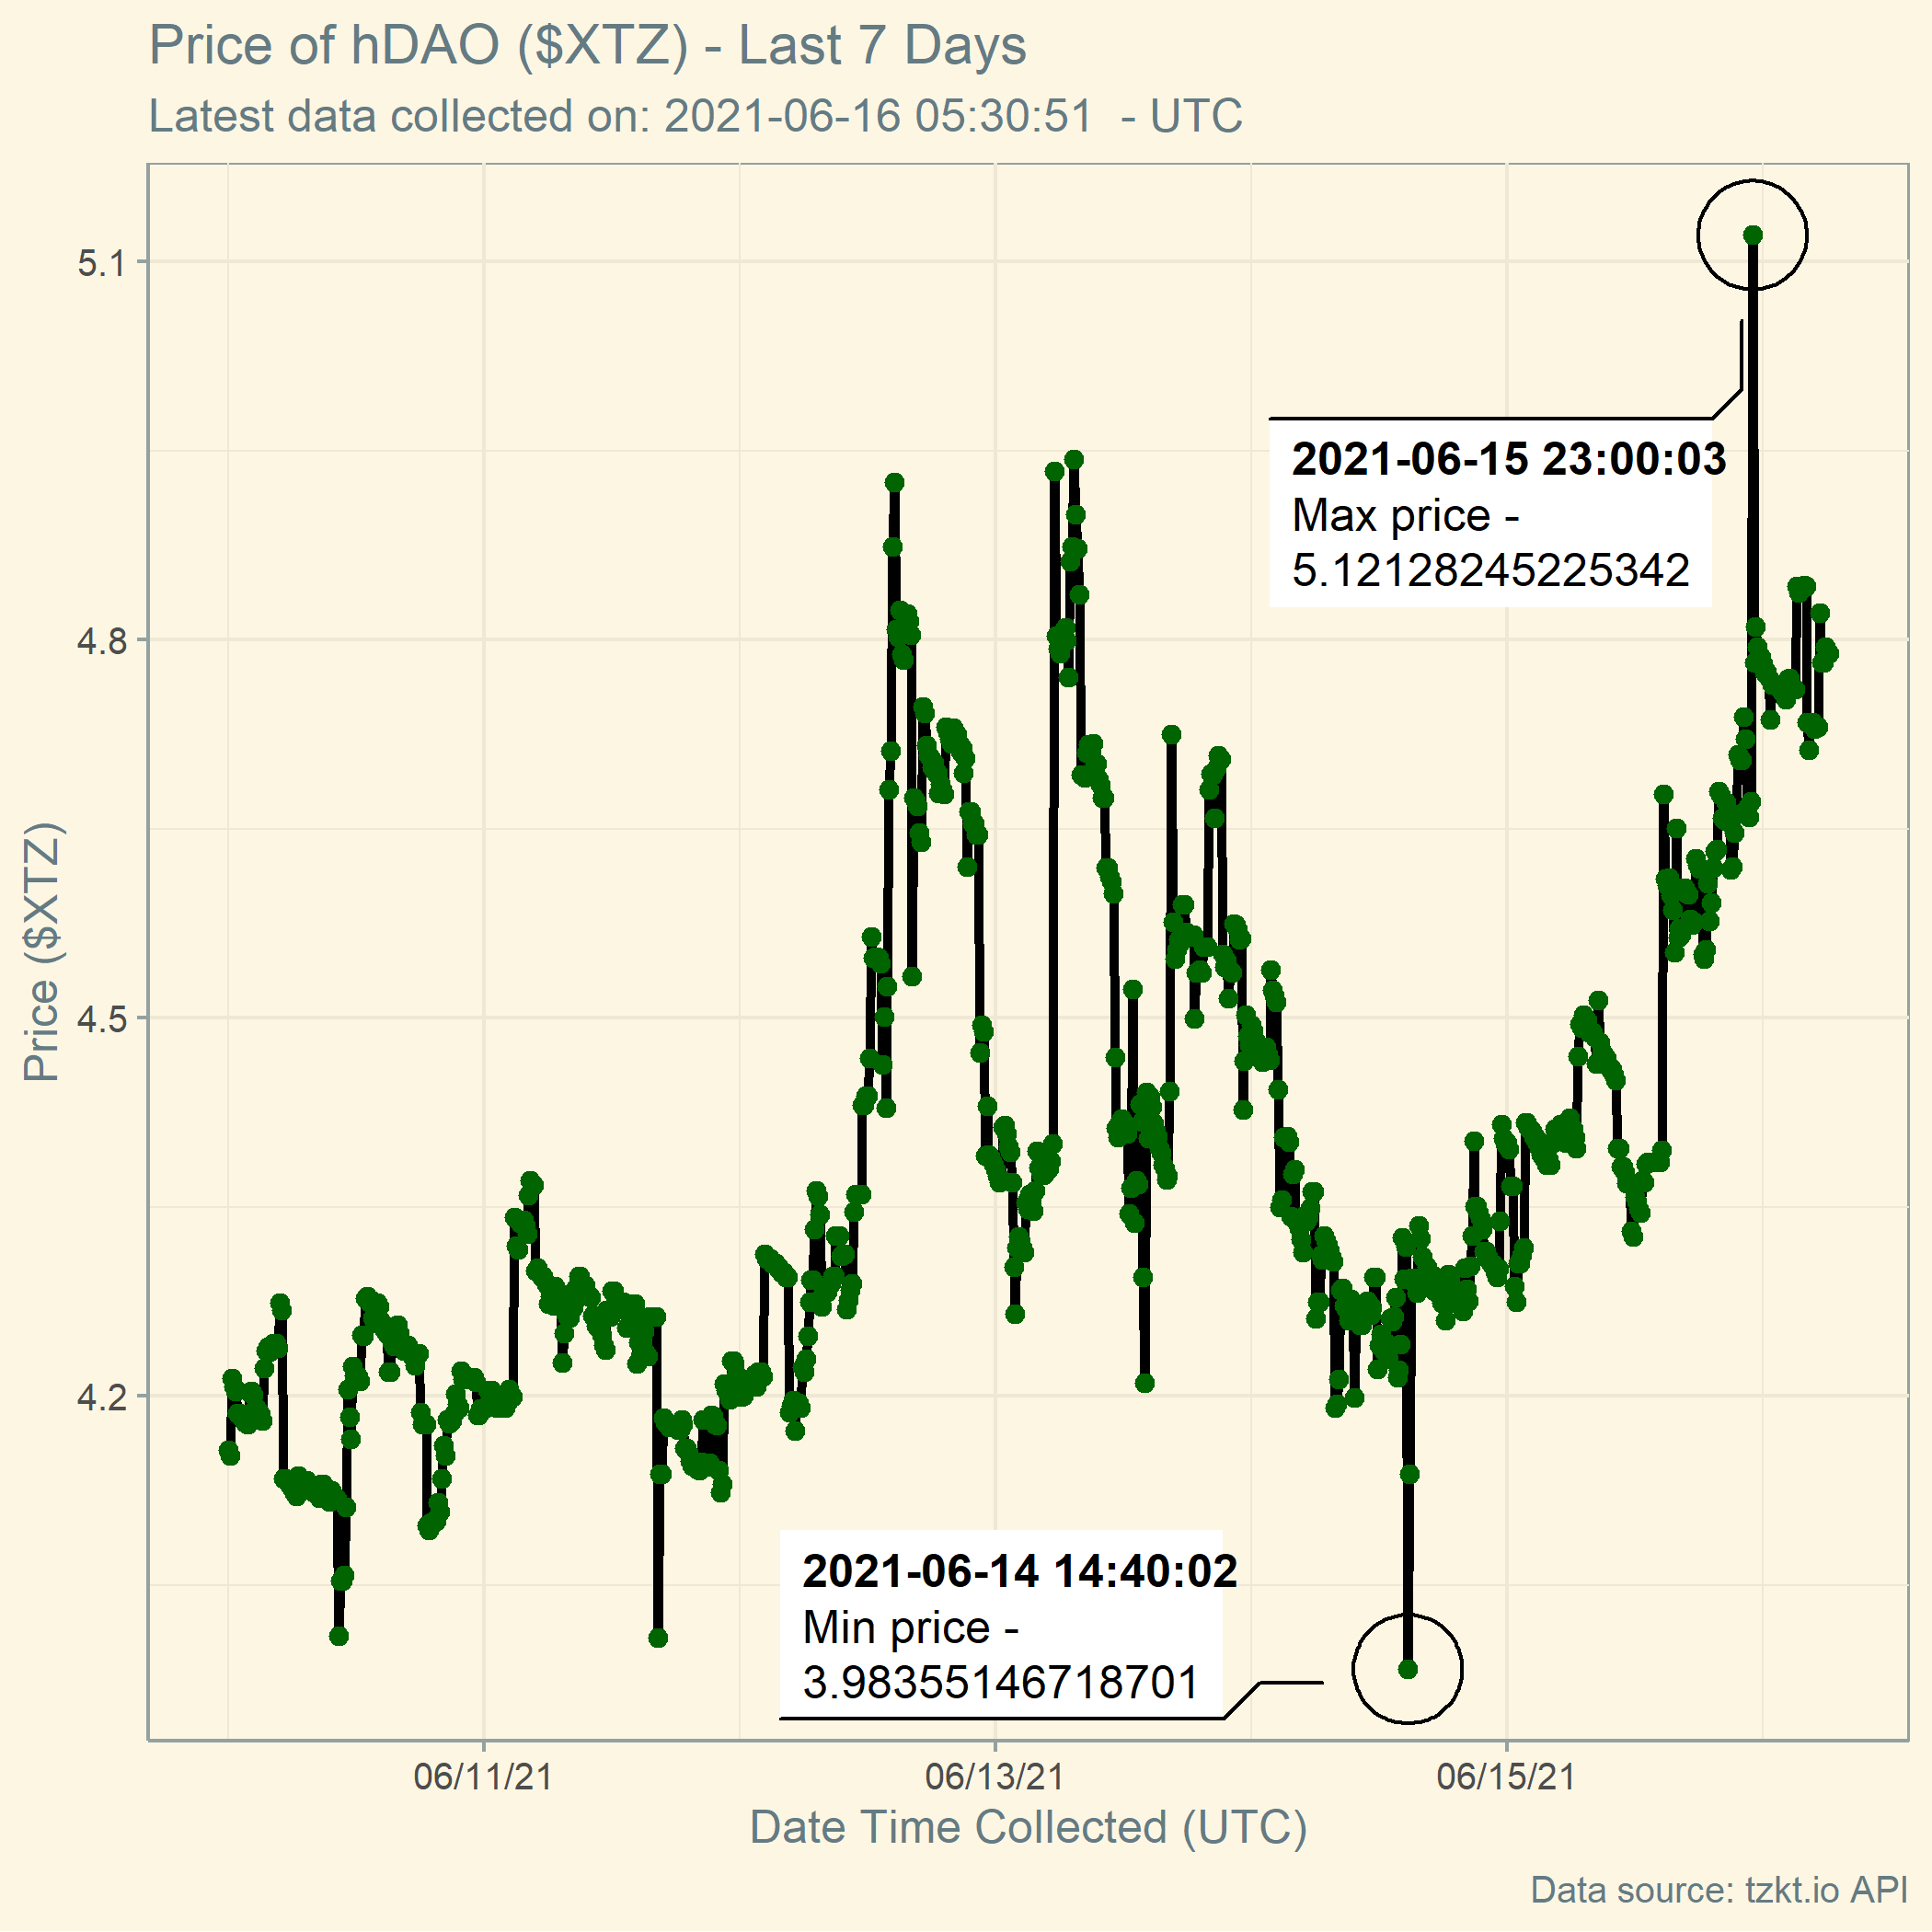 Price of hDAO ($XTZ) - Last 7 Days
Latest data collected on: 2021-06-16 05:30:51  - UTC
5.1
4.8
4.5
4.2
Price ($XTZ)
2021-06-15 23:00:03
Max price -
5.12128245225342
2021-06-14 14:40:02
Min price -
3.98355146718701
06/11/21
06/13/21
06/15/21
Date Time Collected (UTC)
Data source: tzkt.io API